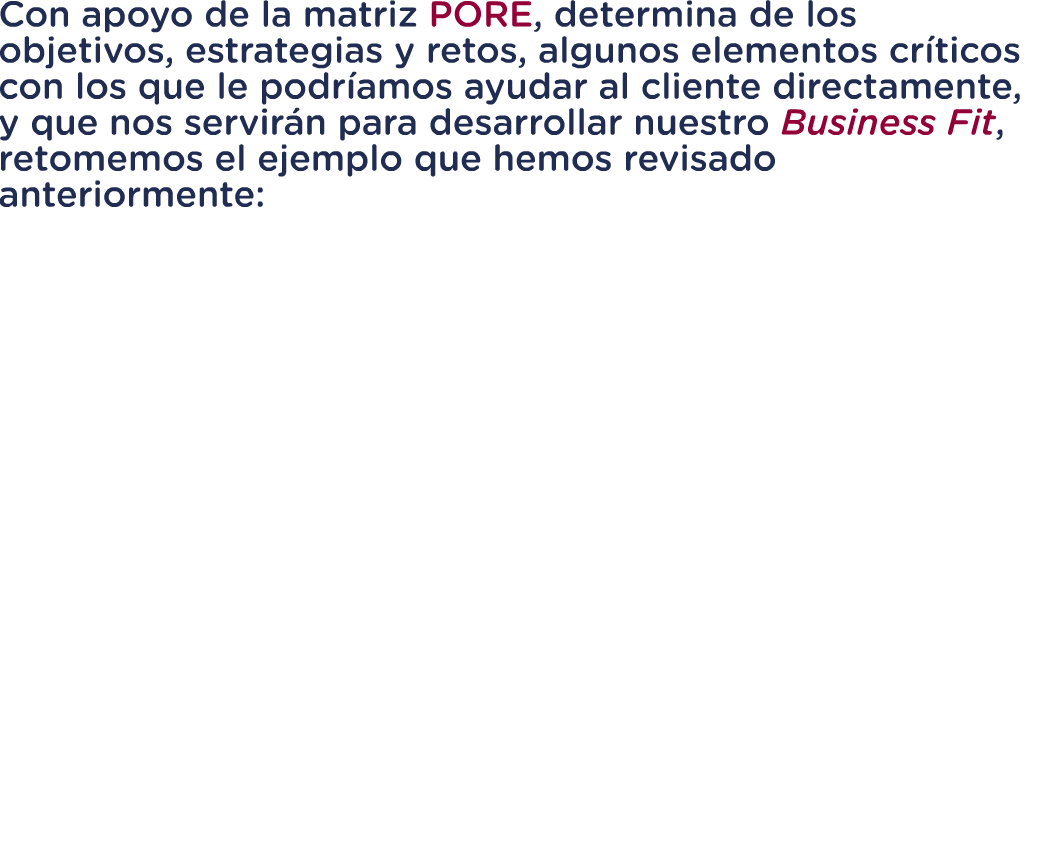 Con apoyo de la matriz PORE, determina de los
objetivos, estrategias y retos, algunos elementos críticos
con los que le podríamos ayudar al cliente directamente,
y que nos servirán para desarrollar nuestro Business Fit,
retomemos el ejemplo que hemos revisado
anteriormente: